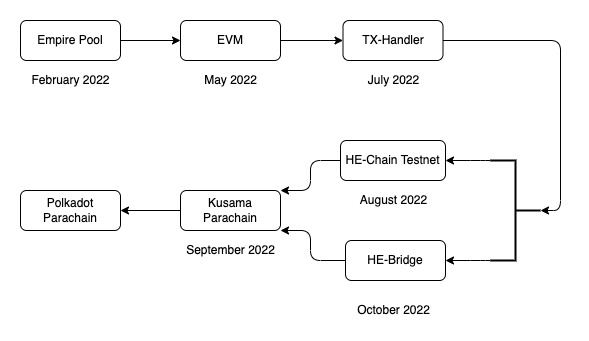 Empire Pool
EVM
TX-Handler
February 2022
May 2022
July 2022
HE-Chain Testnet
August 2022
Polkadot
Parachain
Kusama
Parachain
September 2022
HE-Bridge
October 2022